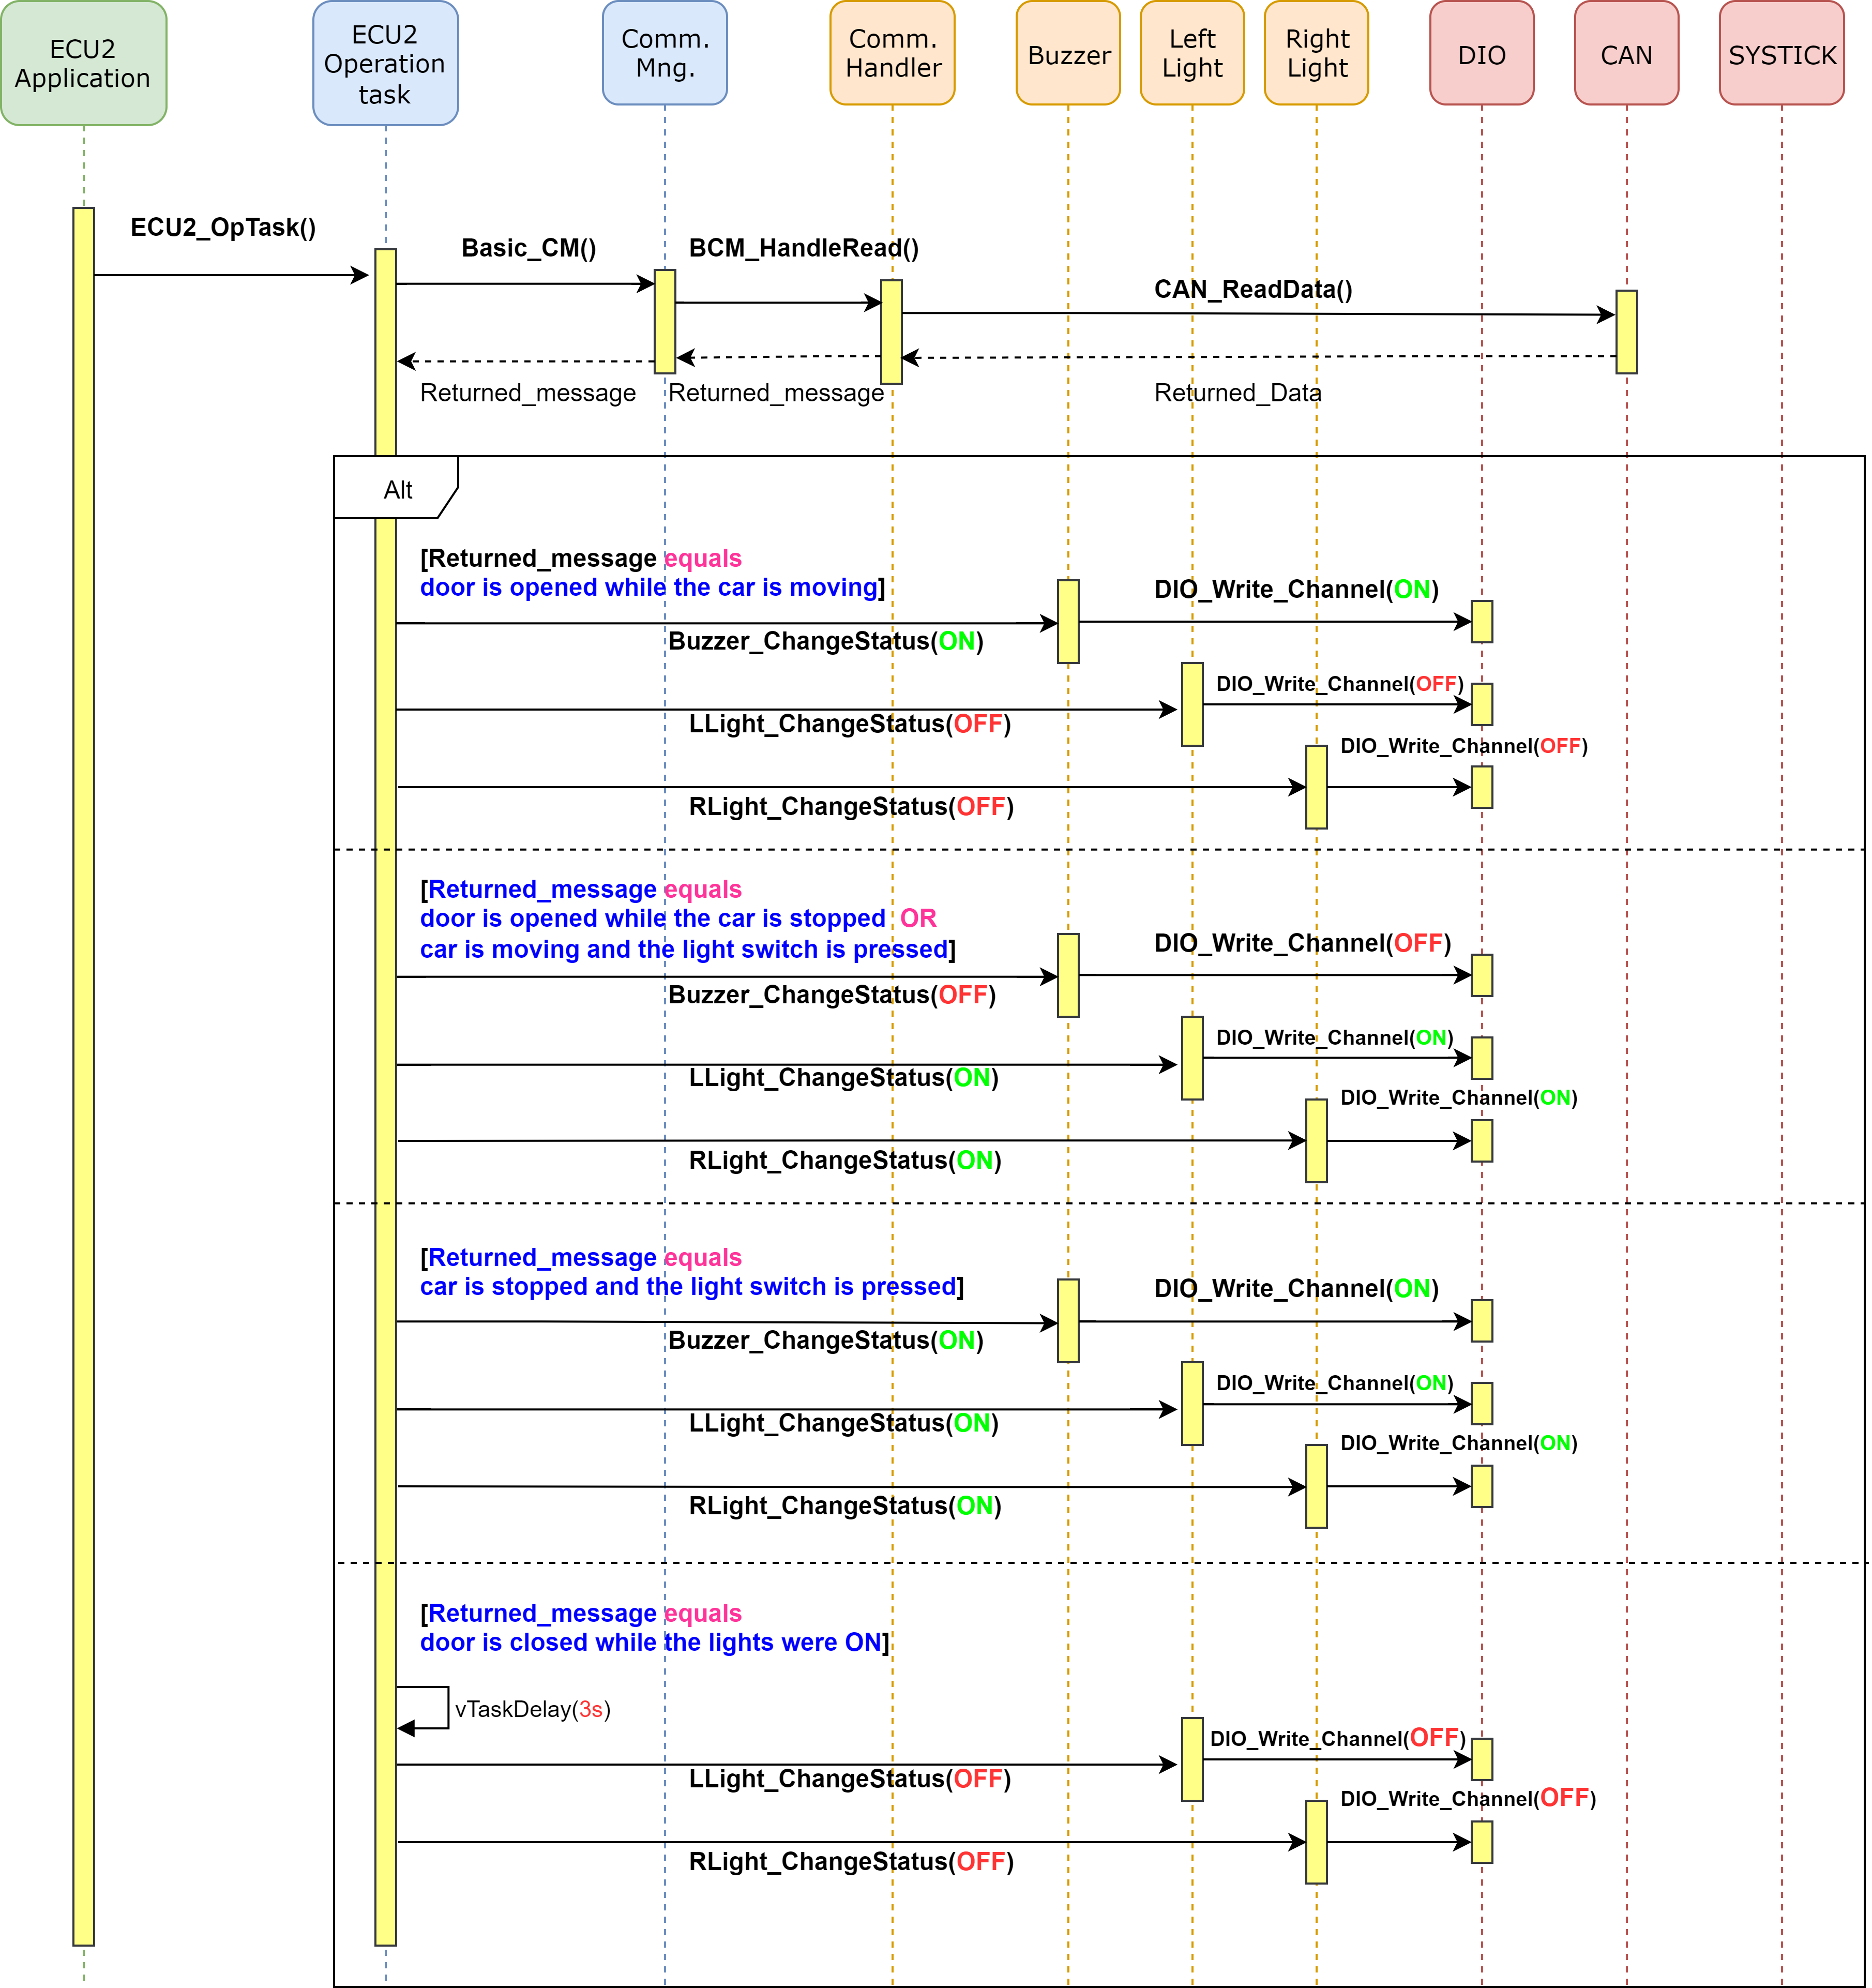 ECU2
Application
ECU2
Operation
task
Comm.
Mng.
Comm.
Handler
Buzzer
Left
Light
Right
Light
DIO
CAN
SYSTICK
ECU2_OpTask()
Basic_CM()
BCM_HandleRead()
CAN_ReadData()
Returned_message
Returned_message
Returned_Data
Alt
[Returned_message equals
door is opened while the car is moving]
DIO_Write_Channel(ON)
Buzzer_ChangeStatus(ON)
DIO_Write_Channel(OFF)
LLight_ChangeStatus(OFF)
DIO_Write_Channel(OFF)
RLight_ChangeStatus(OFF)
[Returned_message equals
door is opened while the car is stopped OR
car is moving and the light switch is pressed]
DIO_Write_Channel(OFF)
Buzzer_ChangeStatus(OFF)
DIO_Write_Channel(ON)
LLight_ChangeStatus(ON)
DIO_Write_Channel(ON)
RLight_ChangeStatus(ON)
[Returned_message equals
car is stopped and the light switch is pressed]
DIO_Write_Channel(ON)
Buzzer_ChangeStatus(ON)
DIO_Write_Channel(ON)
LLight_ChangeStatus(ON)
DIO_Write_Channel(ON)
RLight_ChangeStatus(ON)
[Returned_message equals
door is closed while the lights were ON]
vTaskDelay(3s)
DIO_Write_Channel(OFF)
LLight_ChangeStatus(OFF)
DIO_Write_Channel(OFF)
RLight_ChangeStatus(OFF)